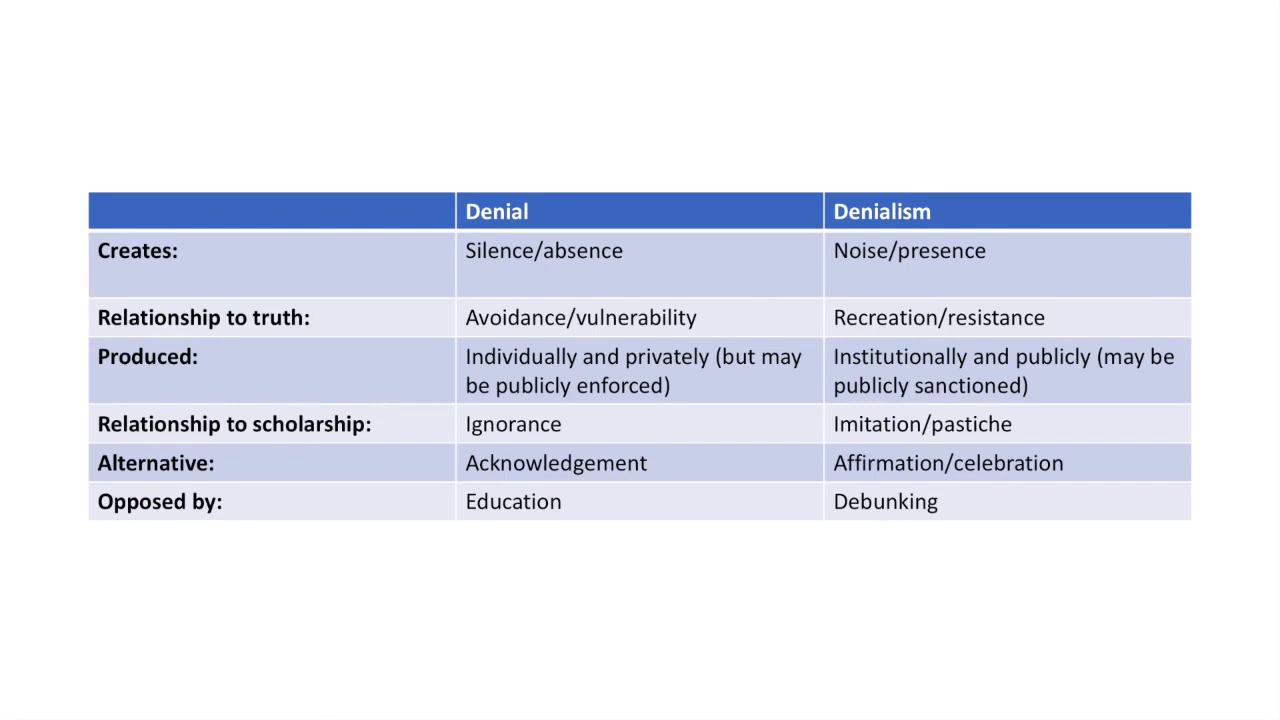 Denial Denialism
Creates: Silence/absence Noise/presence
Relationship to truth: Avoidance/vulnerability Recreation/resistance
Produced: Individually and privately (but may Institutionally and publicly (may be
be publicly enforced) publicly sanctioned)
Relationship to scholarship: Ignorance Imitation/pastiche
Alternative: Acknowledgement Affirmation/celebration
Opposed by: Education Debunking